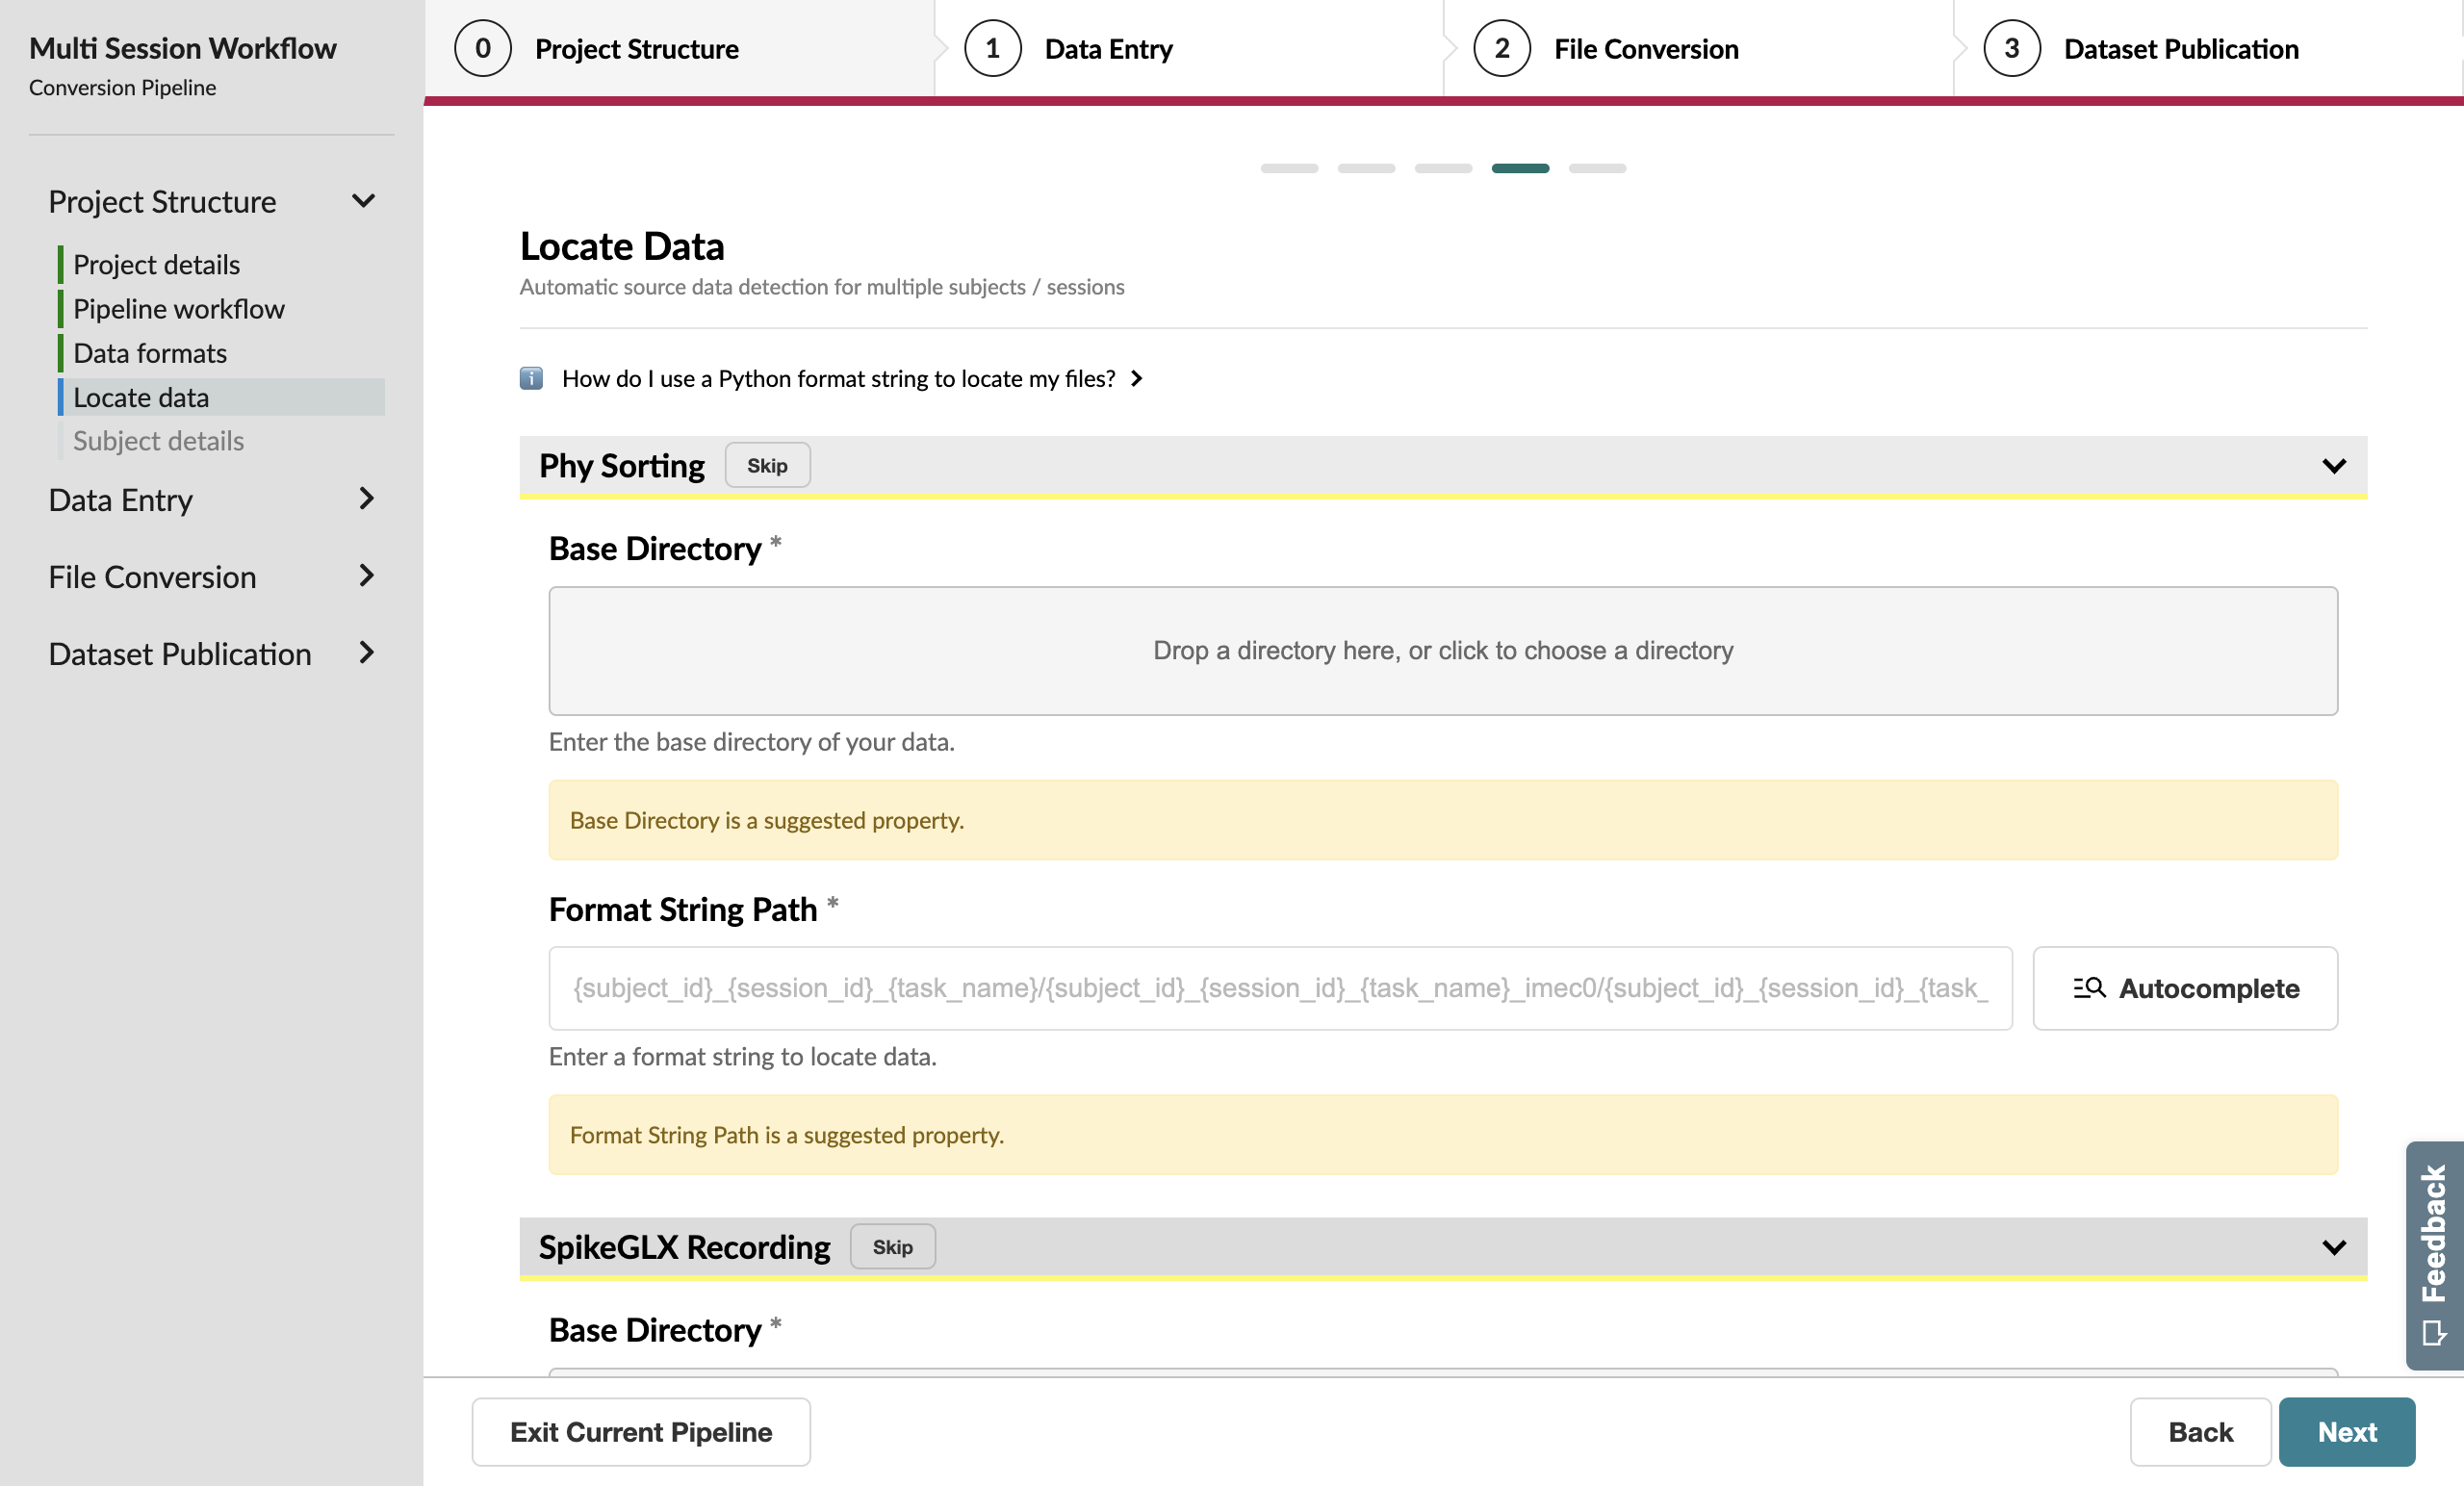 Multi Session Workflow
Conversion Pipeline
Project Structure
Project details
Pipeline workflow
Data formats
Locate data
Subject details
Data Entry
File Conversion
Dataset Publication
0 Project Structure
1 Data Entry
2 File Conversion
3 Dataset Publication
Locate Data
Automatic source data detection for multiple subjects / sessions
How do I use a Python format string to locate my files?
Phy Sorting Skip
Base Directory *
Drop a directory here, or click to choose a directory
Enter the base directory of your data.
Base Directory is a suggested property.
Format String Path *
{subject_id}_{session_id}_{task_name}/{subject_id}_{session_id}_{task_name}_imec0/{subject_id}_{session_id}_{task_
Autocomplete
Enter a format string to locate data.
Format String Path is a suggested property.
SpikeGLX Recording Skip
Base Directory *
Feedback
Exit Current Pipeline
Back
Next